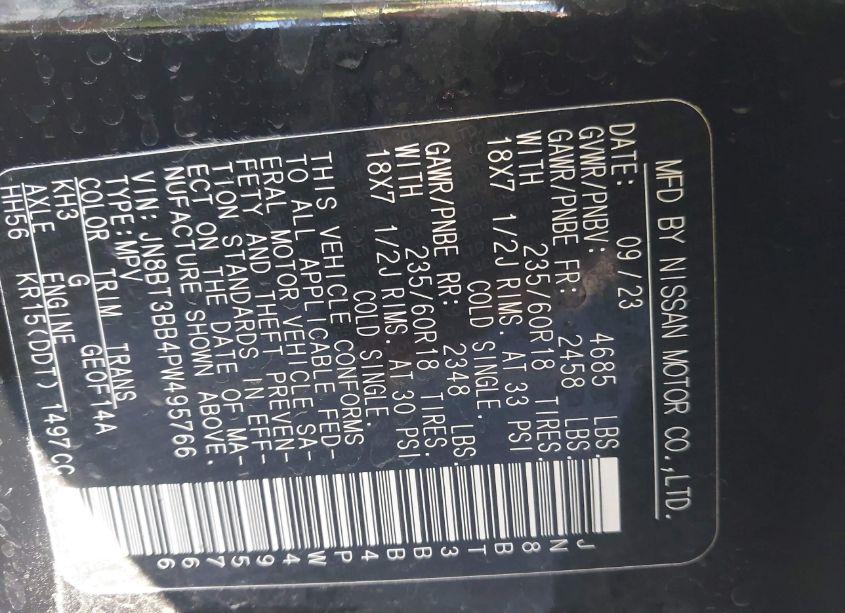 MFD BY NISSAN MOTOR CO.,LTD.
DATE: 09/23
GVWR/PNBV: 4685 LBS.
GAWR/PNBE FR: 2458 LBS.
WITH 235/60R18 TIRES.
18X7 1/2J RIMS. AT 33 PSI
COLD SINGLE.
GAWR/PNBE RR: 2348 LBS.
WITH 235/60R18 TIRES.
18X7 1/2J RIMS. AT 30 PSI
COLD SINGLE.
THIS VEHICLE CONFORMS
TO ALL APPLICABLE FED-
ERAL MOTOR VEHICLE SA-
FETY AND THEFT PREVEN-
TION STANDARDS IN EFF-
ECT ON THE DATE OF MA-
NUFACTURE SHOWN ABOVE.
VIN: JN8BT3BB4PW495766
TYPE:MPV
COLOR TRIM TRANS
KH3 G GEOF14A
AXLE ENGINE
HH56 KR15(DDT) 1497CC
JN8BT3BB4PW495766